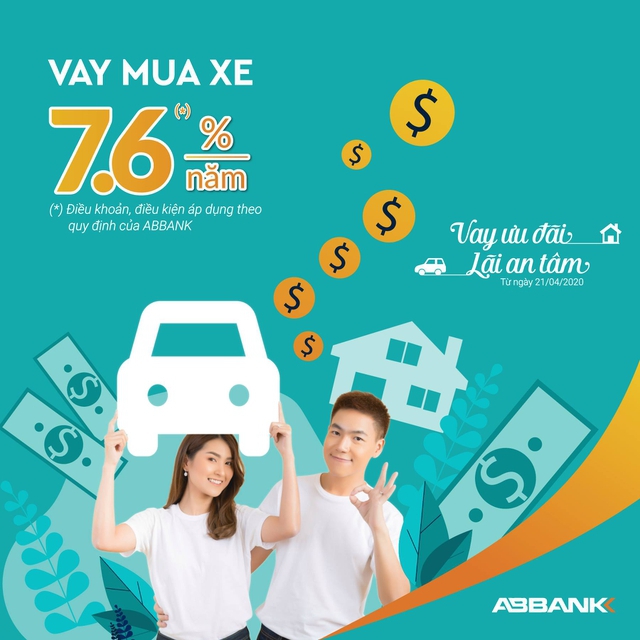 VAY MUA XE
7.6(*) %/năm
(*) Điều khoản, điều kiện áp dụng theo
quy định của ABBANK
Vay ưu đãi
Lãi an tâm
Từ ngày 21/04/2020
ABBANK